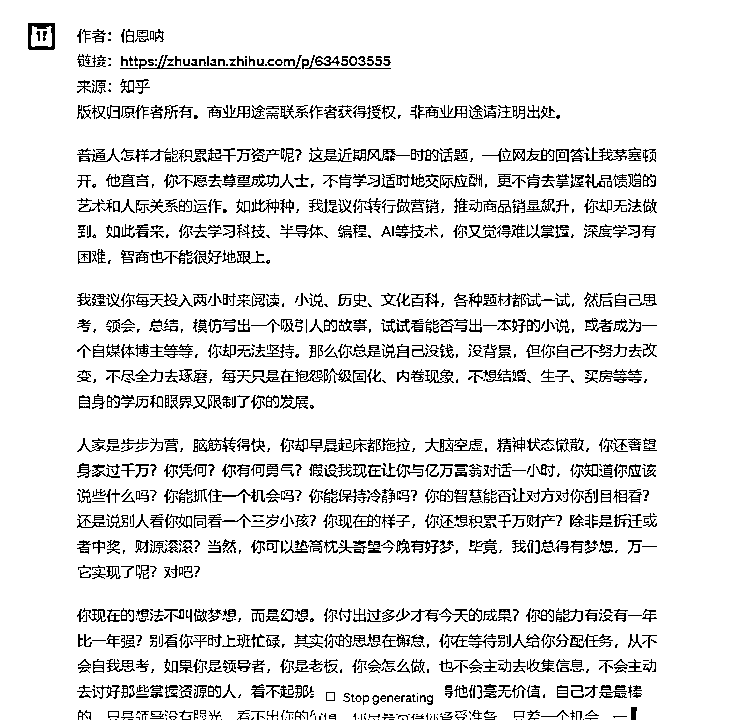 作者：伯恩呐
链接：https://zhuanlan.zhihu.com/p/634503555
来源：知乎
版权归原作者所有。商业用途需联系作者获得授权，非商业用途请注明出处。
普通人怎样才能积累起千万资产呢？这是近期风靡一时的话题，一位网友的回答让我茅塞顿
开。他直言，你不愿去尊重成功人士，不肯学习适时地交际应酬，更不肯去掌握礼品馈赠的
艺术和人际关系的运作。如此种种，我提议你转行做营销，推动商品销量飙升，你却无法做
到。如此看来，你去学习科技、半导体、编程、AI等技术，你又觉得难以掌握，深度学习有
困难，智商也不能很好地跟上。
我建议你每天投入两小时来阅读，小说、历史、文化百科，各种题材都试一试，然后自己思
考，领会，总结，模仿写出一个吸引人的故事，试试看能否写出一本好的小说，或者成为一
个自媒体博主等等，你却无法坚持。那么你总是说自己没钱，没背景，但你自己不努力去改
变，不尽全力去琢磨，每天只是在抱怨阶级固化、内卷现象，不想结婚、生子、买房等等，
自身的学历和眼界又限制了你的发展。
人家是步步为营，脑筋转得快，你却早晨起床都拖拉，大脑空虚，精神状态懒散，你还奢望
身家过千万？你凭何？你有何勇气？假设我现在让你与亿万富翁对话一小时，你知道你应该
说些什么吗？你能抓住一个机会吗？你能保持冷静吗？你的智慧能否让对方对你刮目相看？
还是说别人看你如同看一个三岁小孩？你现在的样子，你还想积累千万财产？除非是拆迁或
者中奖，财源滚滚？当然，你可以垫高枕头寄望今晚有好梦，毕竟，我们总得有梦想，万一
它实现了呢？对吧？
你现在的想法不叫做梦想，而是幻想。你付出过多少才有今天的成果？你的能力有没有一年
比一年强？别看你平时上班忙碌，其实你的思想在懈怠，你在等待别人给你分配任务，从不
会自我思考，如果你是领导者，你是老板，你会怎么做，也不会主动去收集信息，不会主动
去讨好那些掌握资源的人，看不起那些 Stop generating 得他们毫无价值，自己才是最棒
的，只是领导没有眼光，看不出你的 只差一个机会，一